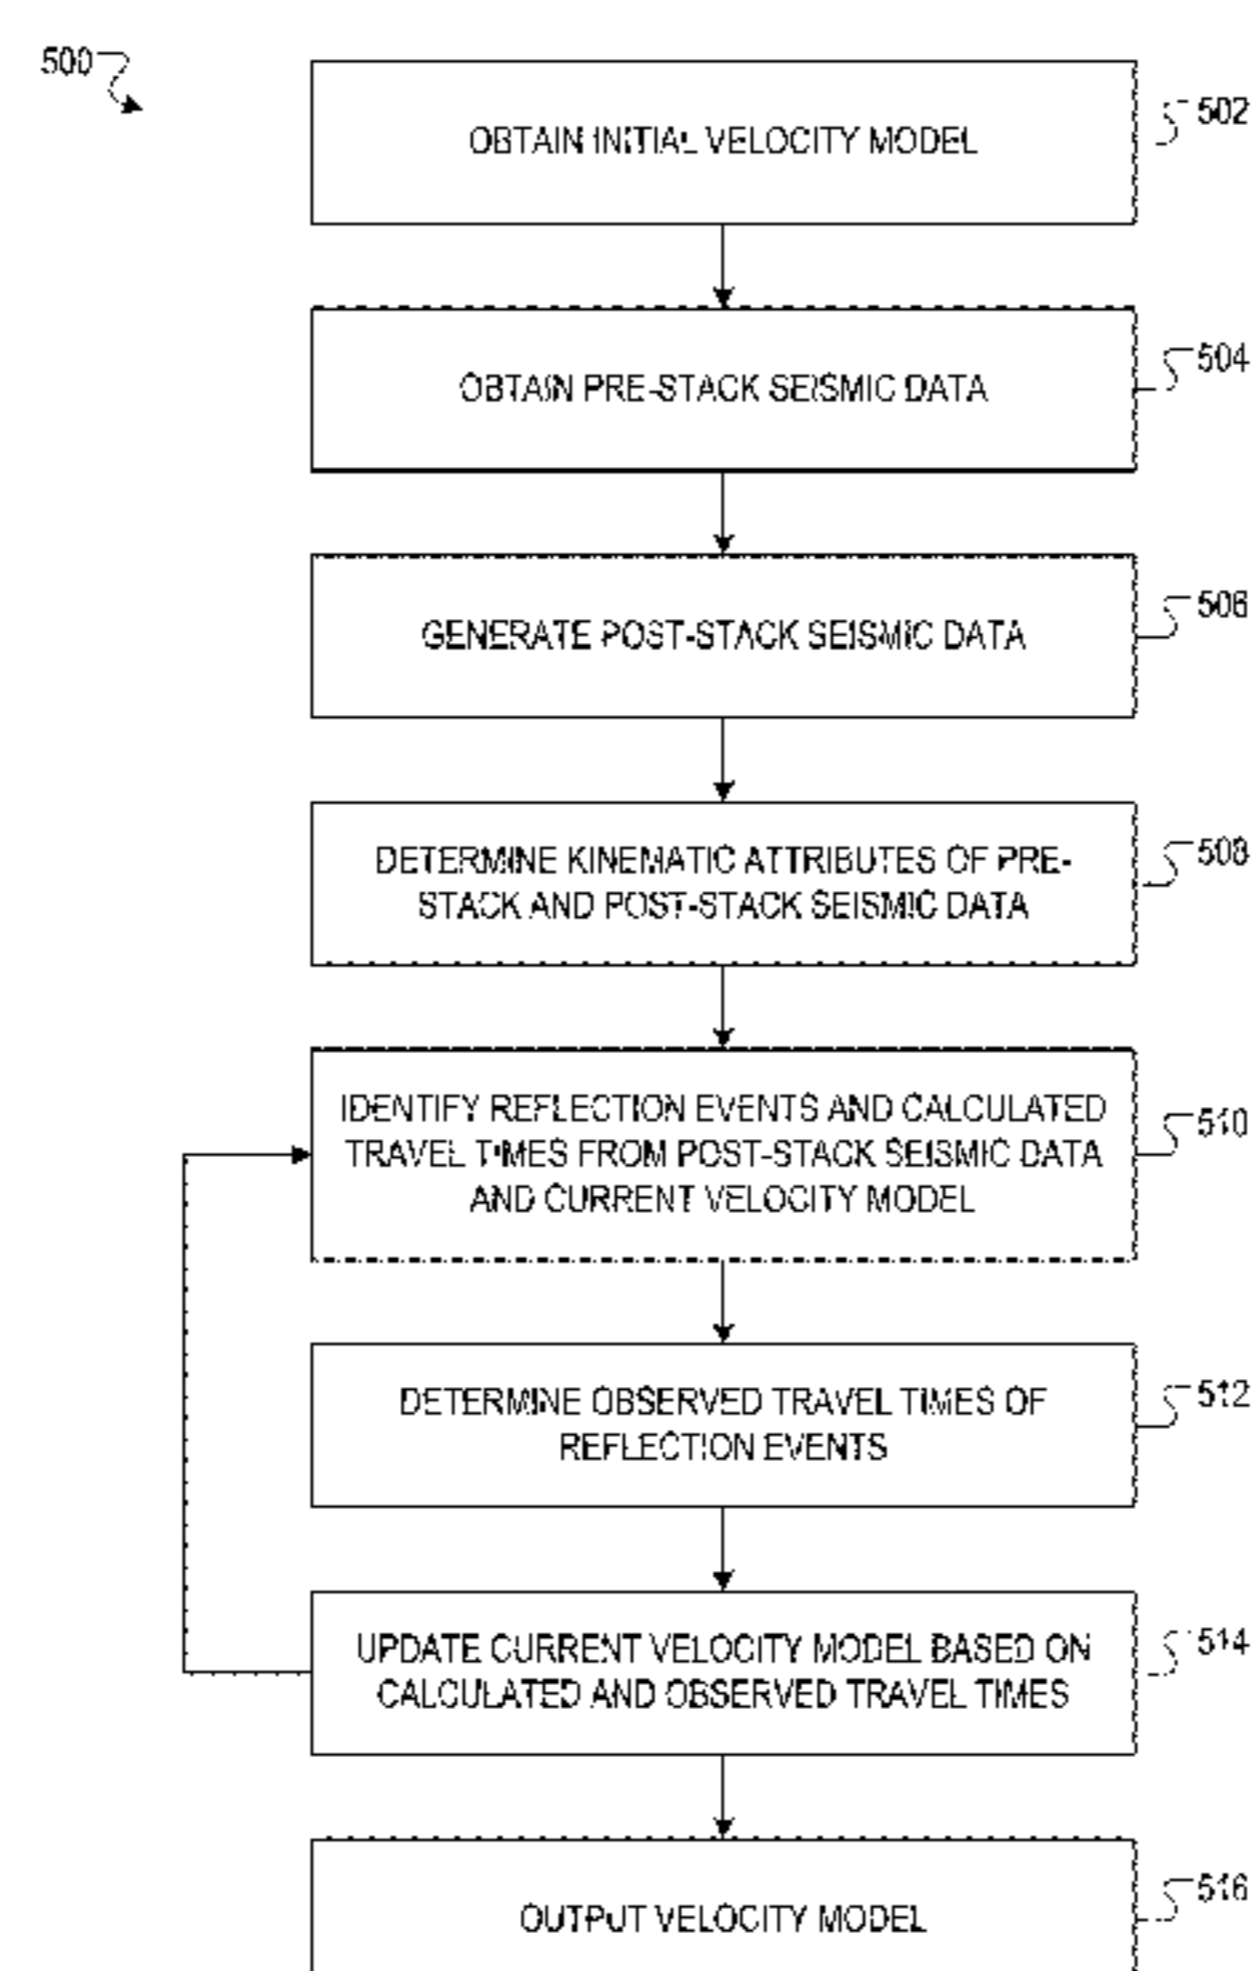 500
OBTAIN INITIAL VELOCITY MODEL
502
OBTAIN PRE-STACK SEISMIC DATA
504
GENERATE POST-STACK SEISMIC DATA
506
DETERMINE KINEMATIC ATTRIBUTES OF PRE-
STACK AND POST-STACK SEISMIC DATA
508
IDENTIFY REFLECTION EVENTS AND CALCULATED
TRAVEL TIMES FROM POST-STACK SEISMIC DATA
AND CURRENT VELOCITY MODEL
510
DETERMINE OBSERVED TRAVEL TIMES OF
REFLECTION EVENTS
512
UPDATE CURRENT VELOCITY MODEL BASED ON
CALCULATED AND OBSERVED TRAVEL TIMES
514
OUTPUT VELOCITY MODEL
516